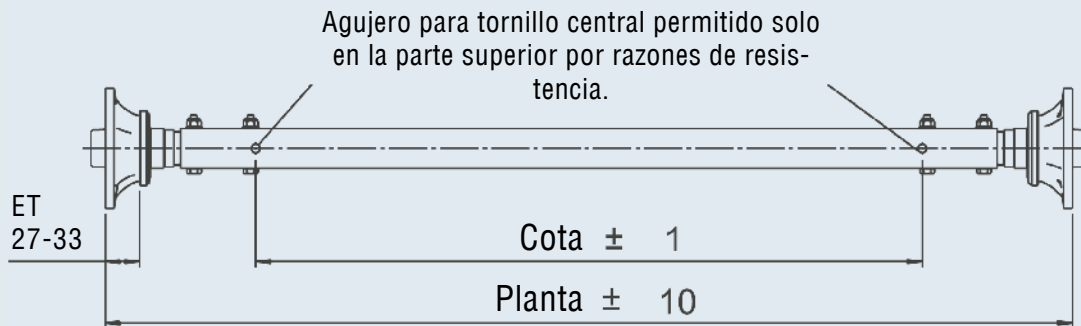 Agujero para tornillo central permitido solo
en la parte superior por razones de resis-
tencia.
ET
27-33
Cota ± 1
Planta ± 10